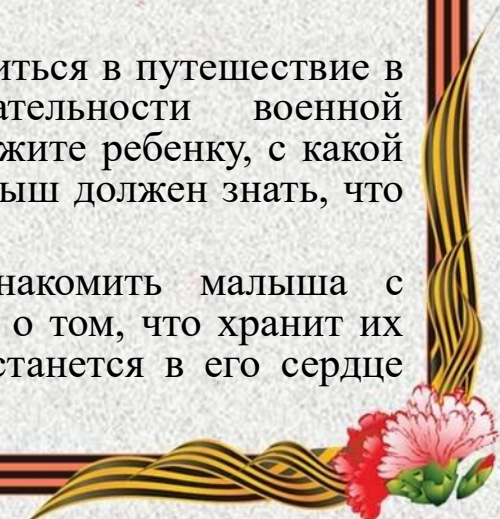 иться в путешествие в
ательности военной
жите ребенку, с какой
ыш должен знать, что
накомить малыша с
о том, что хранит их
станется в его сердце